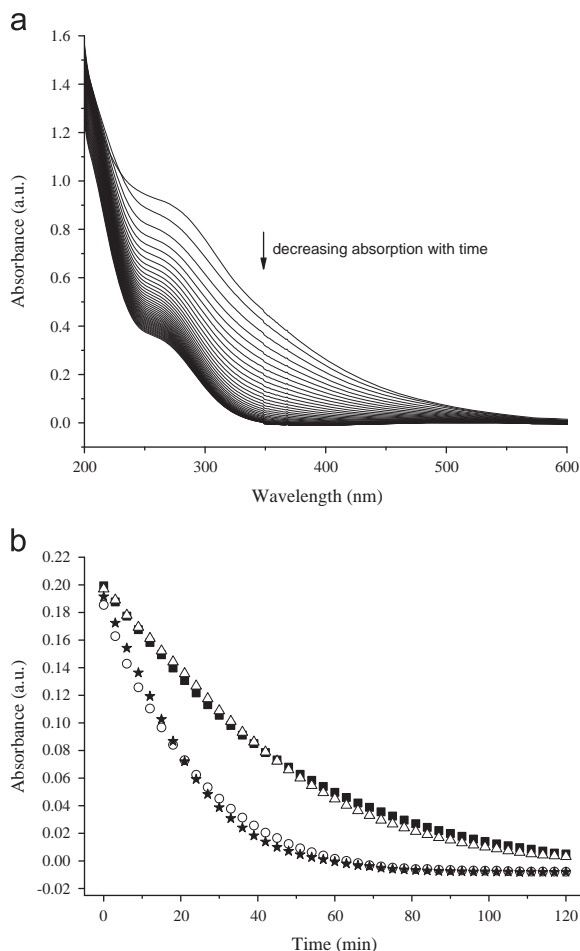 a
1.6
1.4
1.2
1.0
0.8
0.6
0.4
0.2
0.0
Absorbance (a.u.)
decreasing absorption with time
200 300 400 500 600
Wavelength (nm)
b
0.22
0.20
0.18
0.16
0.14
0.12
0.10
0.08
0.06
0.04
0.02
0.00
-0.02
Absorbance (a.u.)
0 20 40 60 80 100 120
Time (min)